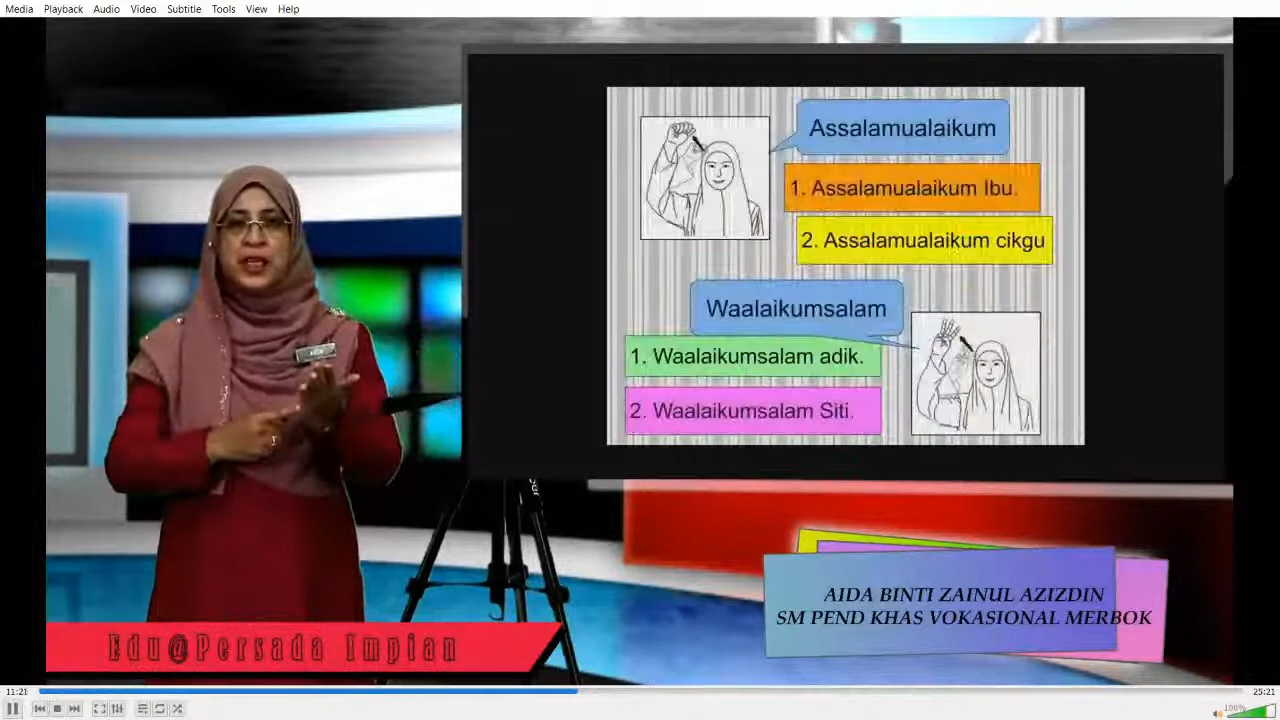 Media Playback Audio Video Subtitle Tools View Help
Assalamualaikum
1. Assalamualaikum Ibu.
2. Assalamualaikum cikgu
Waalaikumsalam
1. Waalaikumsalam adik.
2. Waalaikumsalam Siti.
AIDA BINTI ZAINUL AZIZDIN
SM PEND KHAS VOKASIONAL MERBOK
Edu@Persada Impian
11:21
25:21
100%